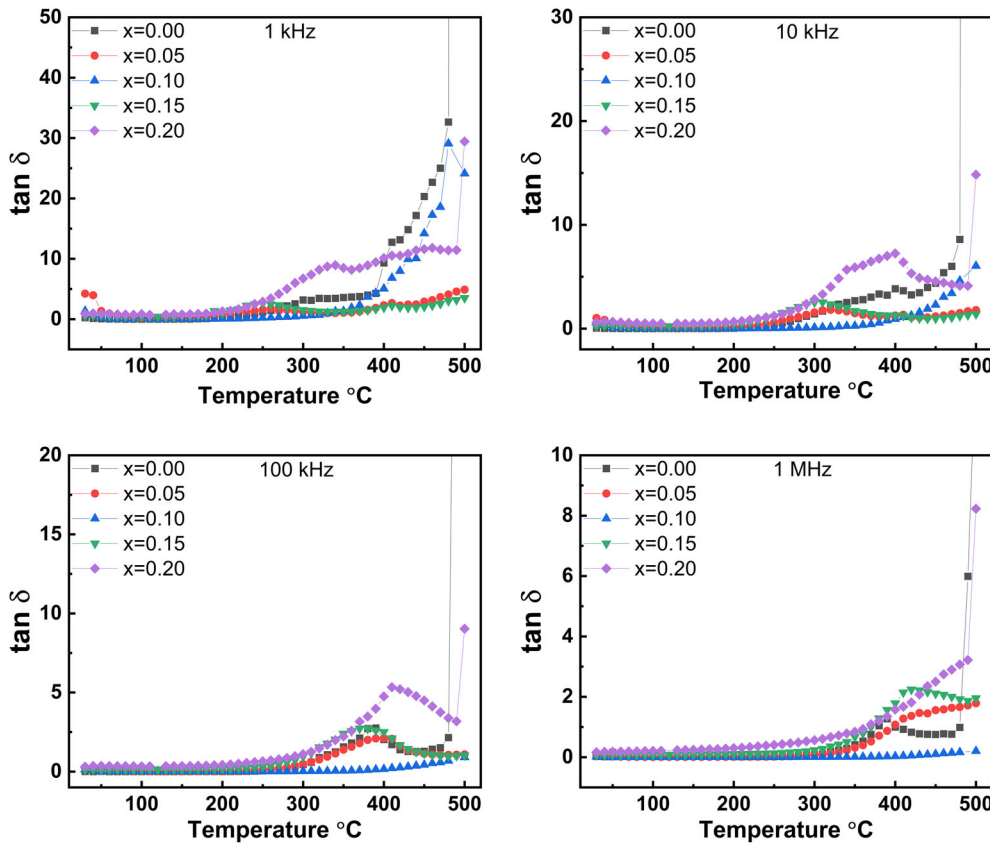 1 kHz
x=0.00
x=0.05
x=0.10
x=0.15
x=0.20
tan δ
50
40
30
20
10
0
100 200 300 400 500
Temperature °C
10 kHz
x=0.00
x=0.05
x=0.10
x=0.15
x=0.20
tan δ
30
20
10
0
100 200 300 400 500
Temperature °C
100 kHz
x=0.00
x=0.05
x=0.10
x=0.15
x=0.20
tan δ
20
15
10
5
0
100 200 300 400 500
Temperature °C
1 MHz
x=0.00
x=0.05
x=0.10
x=0.15
x=0.20
tan δ
10
8
6
4
2
0
100 200 300 400 500
Temperature °C